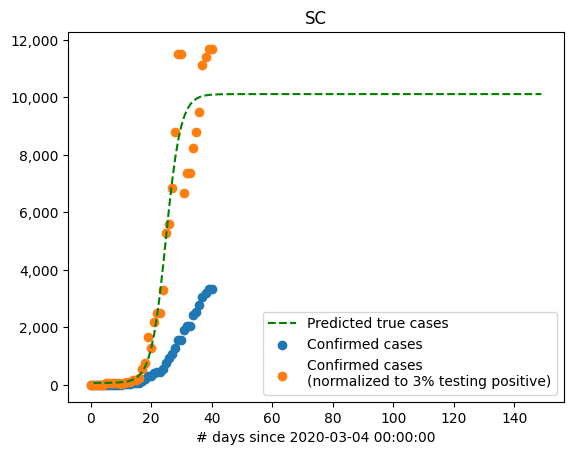 SC
12,000
10,000
8,000
6,000
4,000
2,000
0
Predicted true cases
Confirmed cases
Confirmed cases
(normalized to 3% testing positive)
0 20 40 60 80 100 120 140
# days since 2020-03-04 00:00:00